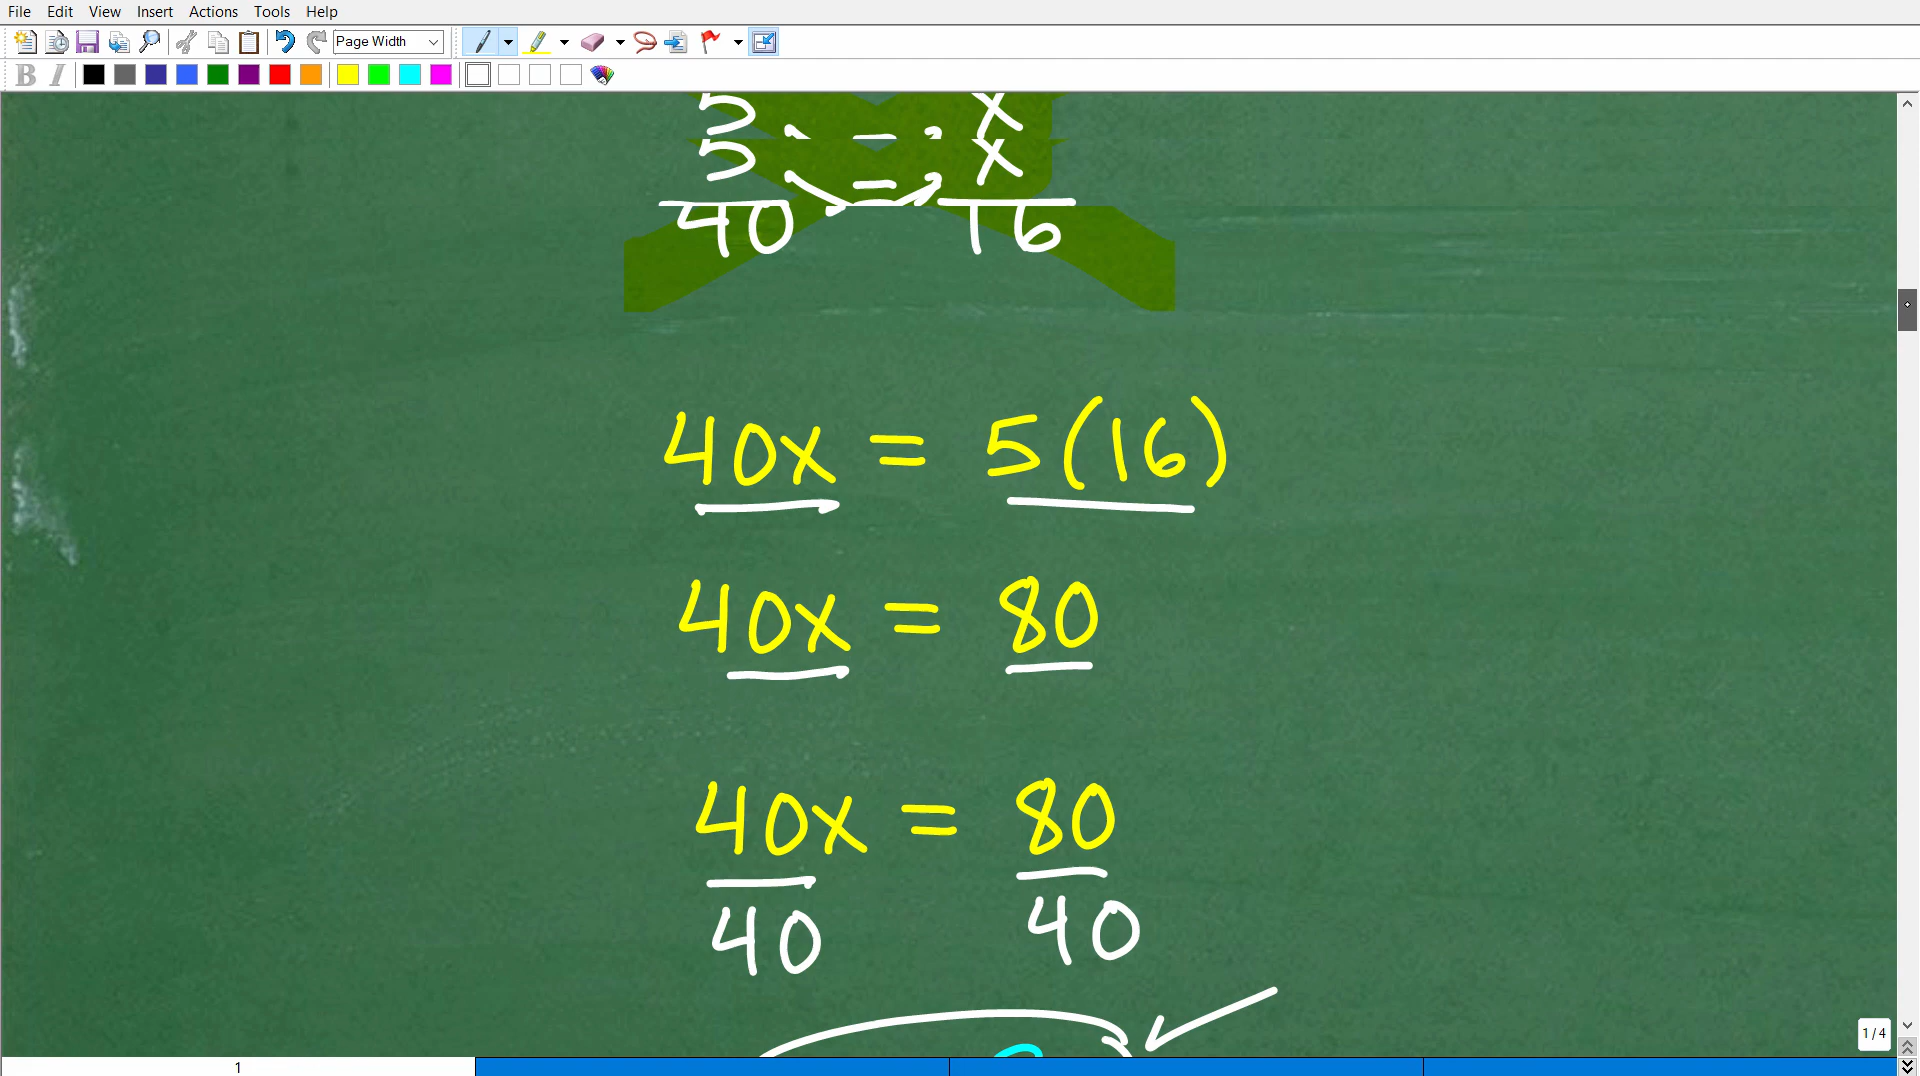 File Edit View Insert Actions Tools Help
Page Width
B I
5 = x
5 = x
40 16
40x = 5(16)
40x = 80
40x = 80
40 40
1/4
1